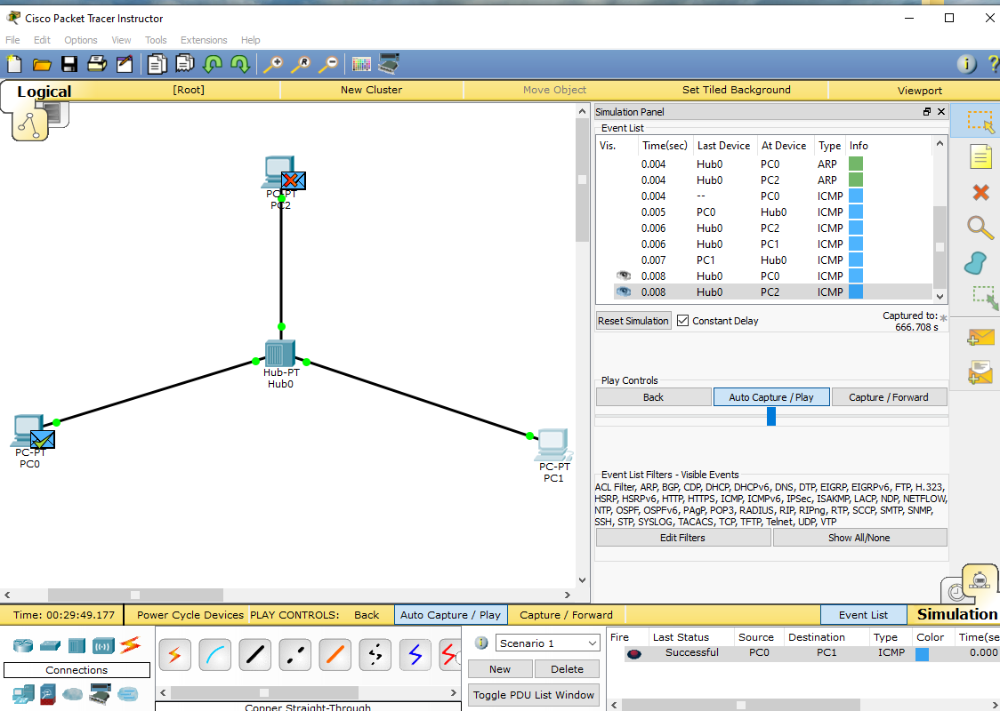 Cisco Packet Tracer Instructor
File Edit Options View Tools Extensions Help
Logical [Root] New Cluster Move Object Set Tiled Background Viewport
PC-PT
PC2
Hub-PT
Hub0
PC-PT
PC0
PC-PT
PC1
Simulation Panel
Event List
Vis. Time(sec) Last Device At Device Type Info
0.004 Hub0 PC0 ARP
0.004 Hub0 PC2 ARP
0.004 -- PC0 ICMP
0.005 PC0 Hub0 ICMP
0.006 Hub0 PC2 ICMP
0.006 Hub0 PC1 ICMP
0.007 PC1 Hub0 ICMP
0.008 Hub0 PC0 ICMP
0.008 Hub0 PC2 ICMP
Reset Simulation Constant Delay Captured to:
666.708 s
Play Controls
Back Auto Capture / Play Capture / Forward
Event List Filters - Visible Events
ACL Filter, ARP, BGP, CDP, DHCP, DHCPv6, DNS, DTP, EIGRP, EIGRPv6, FTP, H.323,
HSRP, HSRPv6, HTTP, HTTPS, ICMP, ICMPv6, IPSec, ISAKMP, LACP, NDP, NETFLOW,
NTP, OSPF, OSPFv6, PAgP, POP3, RADIUS, RIP, RIPng, RTP, SCCP, SMTP, SNMP,
SSH, STP, SYSLOG, TACACS, TCP, TFTP, Telnet, UDP, VTP
Edit Filters Show All/None
Time: 00:29:49.177 Power Cycle Devices PLAY CONTROLS: Back Auto Capture / Play Capture / Forward Event List Simulation
Connections
Copper Straight-Through
Scenario 1
New Delete
Toggle PDU List Window
Fire Last Status Source Destination Type Color Time(se
Successful PC0 PC1 ICMP 0.000